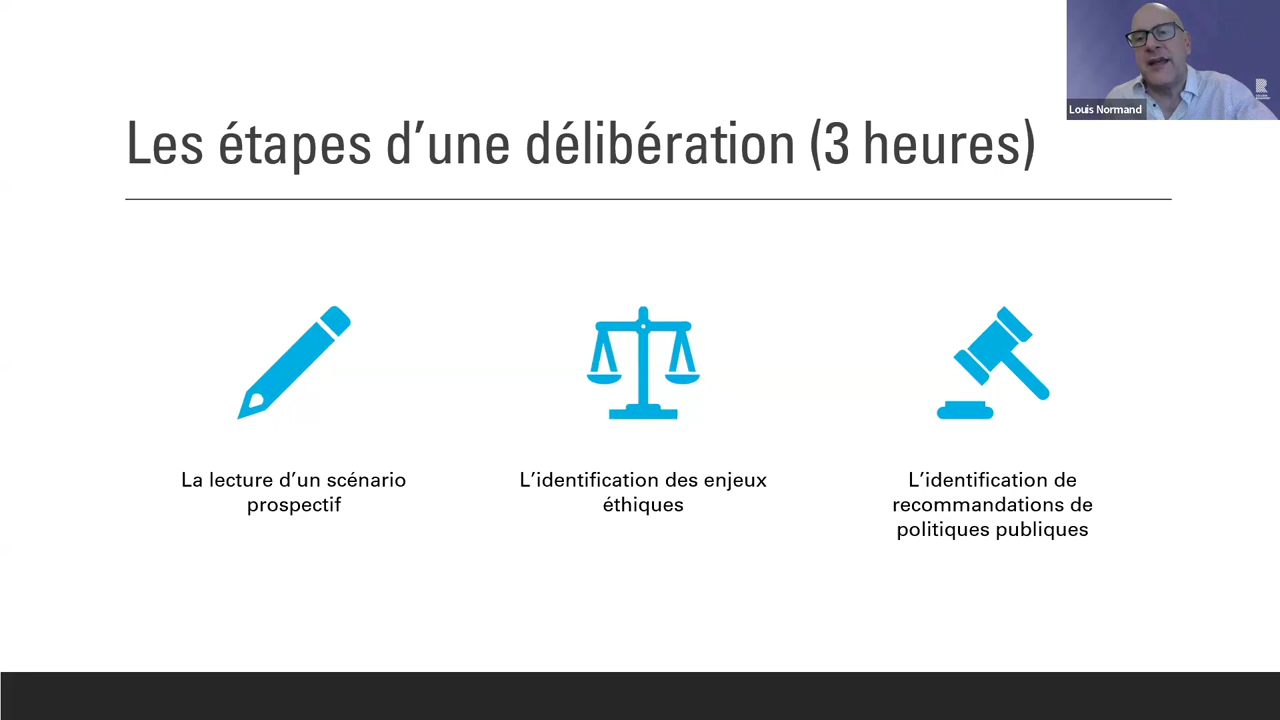 Louis Normand
Les étapes d’une délibération (3 heures)
La lecture d’un scénario
prospectif
L’identification des enjeux
éthiques
L’identification de
recommandations de
politiques publiques